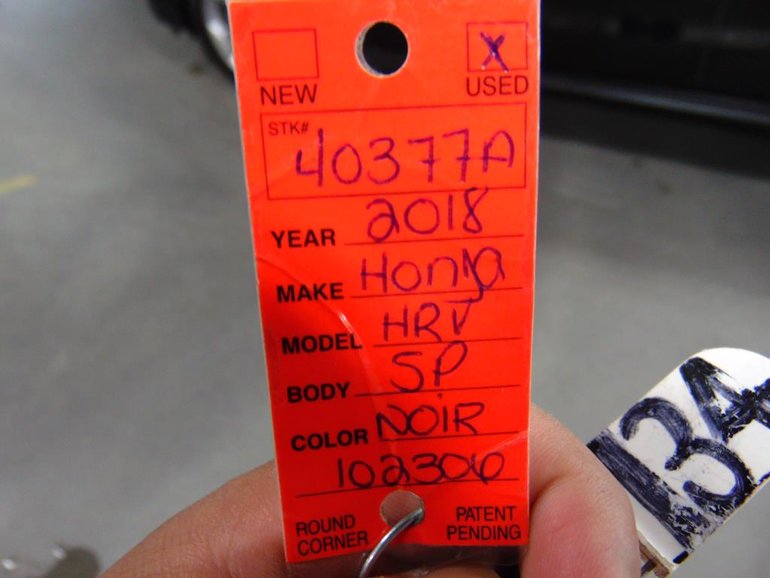 X
NEW USED
STK#
40377A
YEAR 2018
MAKE Honda
MODEL HRV
BODY SP
COLOR NOIR
102306
ROUND CORNER PATENT PENDING
34